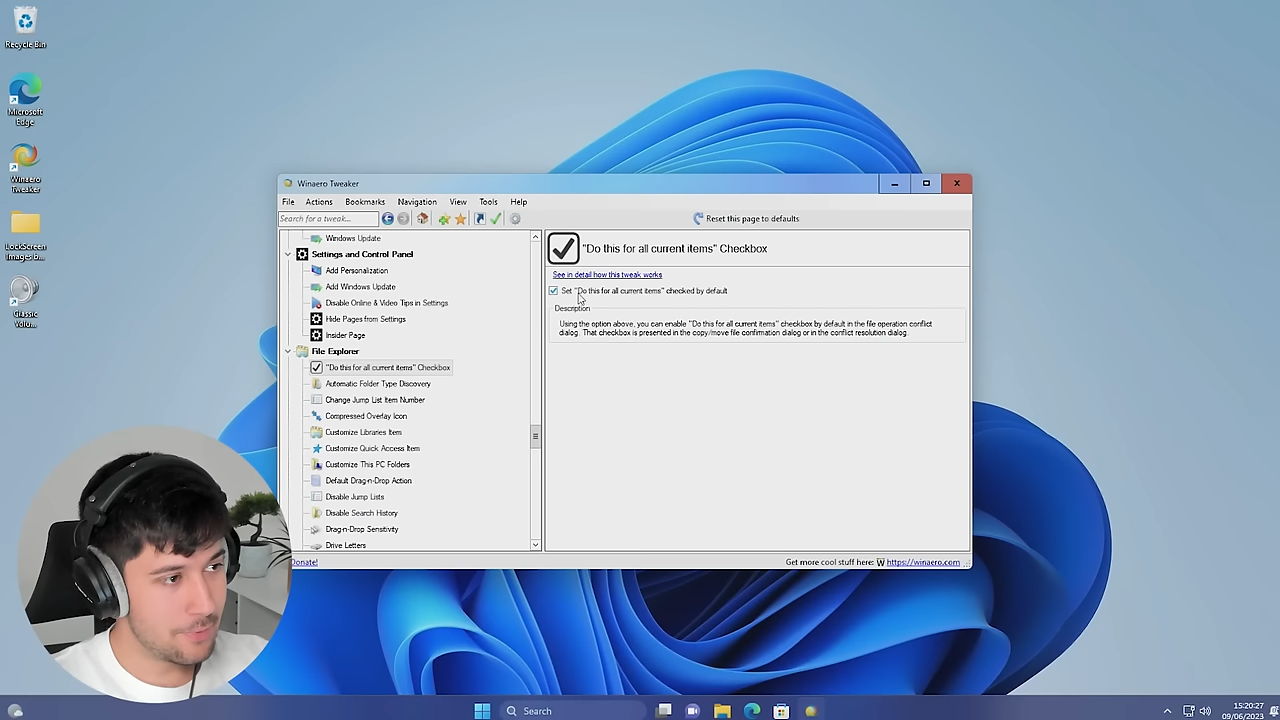 Recycle Bin
Microsoft
Edge
Winaero
Tweaker
LockScreen
Images b...
Classic
Volu...
Winaero Tweaker
File Actions Bookmarks Navigation View Tools Help
Search for a tweak...
Reset this page to defaults
Windows Update
Settings and Control Panel
Add Personalization
Add Windows Update
Disable Online & Video Tips in Settings
Hide Pages from Settings
Insider Page
File Explorer
"Do this for all current items" Checkbox
Automatic Folder Type Discovery
Change Jump List Item Number
Compressed Overlay Icon
Customize Libraries Item
Customize Quick Access Item
Customize This PC Folders
Default Drag-n-Drop Action
Disable Jump Lists
Disable Search History
Drag-n-Drop Sensitivity
Drive Letters
"Do this for all current items" Checkbox
See in detail how this tweak works
Set "Do this for all current items" checked by default
Description
Using the option above, you can enable "Do this for all current items" checkbox by default in the file operation conflict
dialog. That checkbox is presented in the copy/move file confirmation dialog or in the conflict resolution dialog
Donate!
Get more cool stuff here: W https://winaero.com
Search
15:20:27
09/06/2023